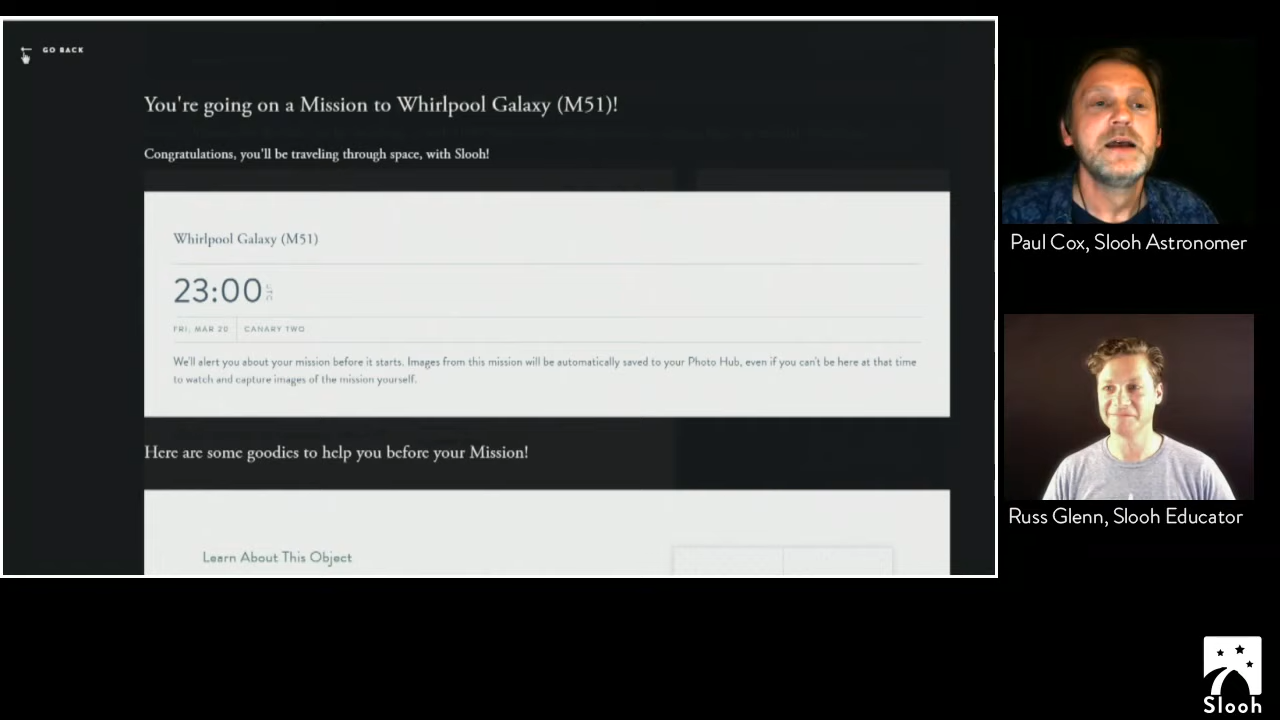 GO BACK
You're going on a Mission to Whirlpool Galaxy (M51)!
Congratulations, you'll be traveling through space, with Slooh!
Whirlpool Galaxy (M51)
23:00 UTC
FRI, MAR 20 CANARY TWO
We'll alert you about your mission before it starts. Images from this mission will be automatically saved to your Photo Hub, even if you can't be here at that time
to watch and capture images of the mission yourself.
Here are some goodies to help you before your Mission!
Learn About This Object
Paul Cox, Slooh Astronomer
Russ Glenn, Slooh Educator
Slooh